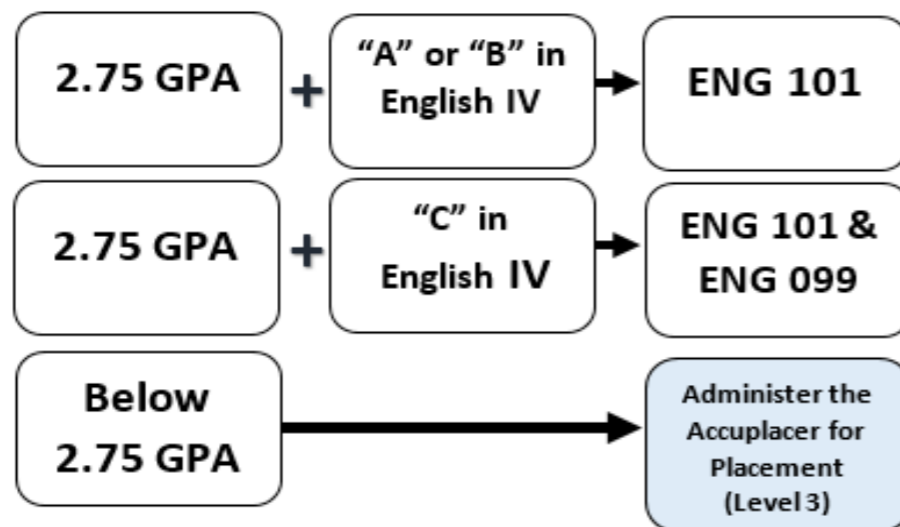 2.75 GPA
+
“A” or “B” in
English IV
ENG 101
2.75 GPA
+
“C” in
English IV
ENG 101 &
ENG 099
Below
2.75 GPA
Administer the
Accuplacer for
Placement
(Level 3)